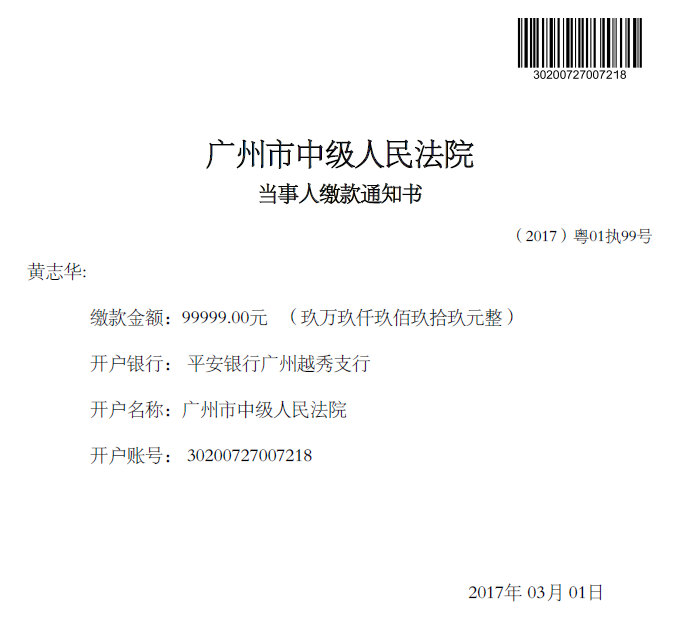 30200727007218
广州市中级人民法院
当事人缴款通知书
（2017）粤01执99号
黄志华:
缴款金额：99999.00元 （玖万玖仟玖佰玖拾玖元整）
开户银行： 平安银行广州越秀支行
开户名称：广州市中级人民法院
开户账号： 30200727007218
2017年 03月 01日